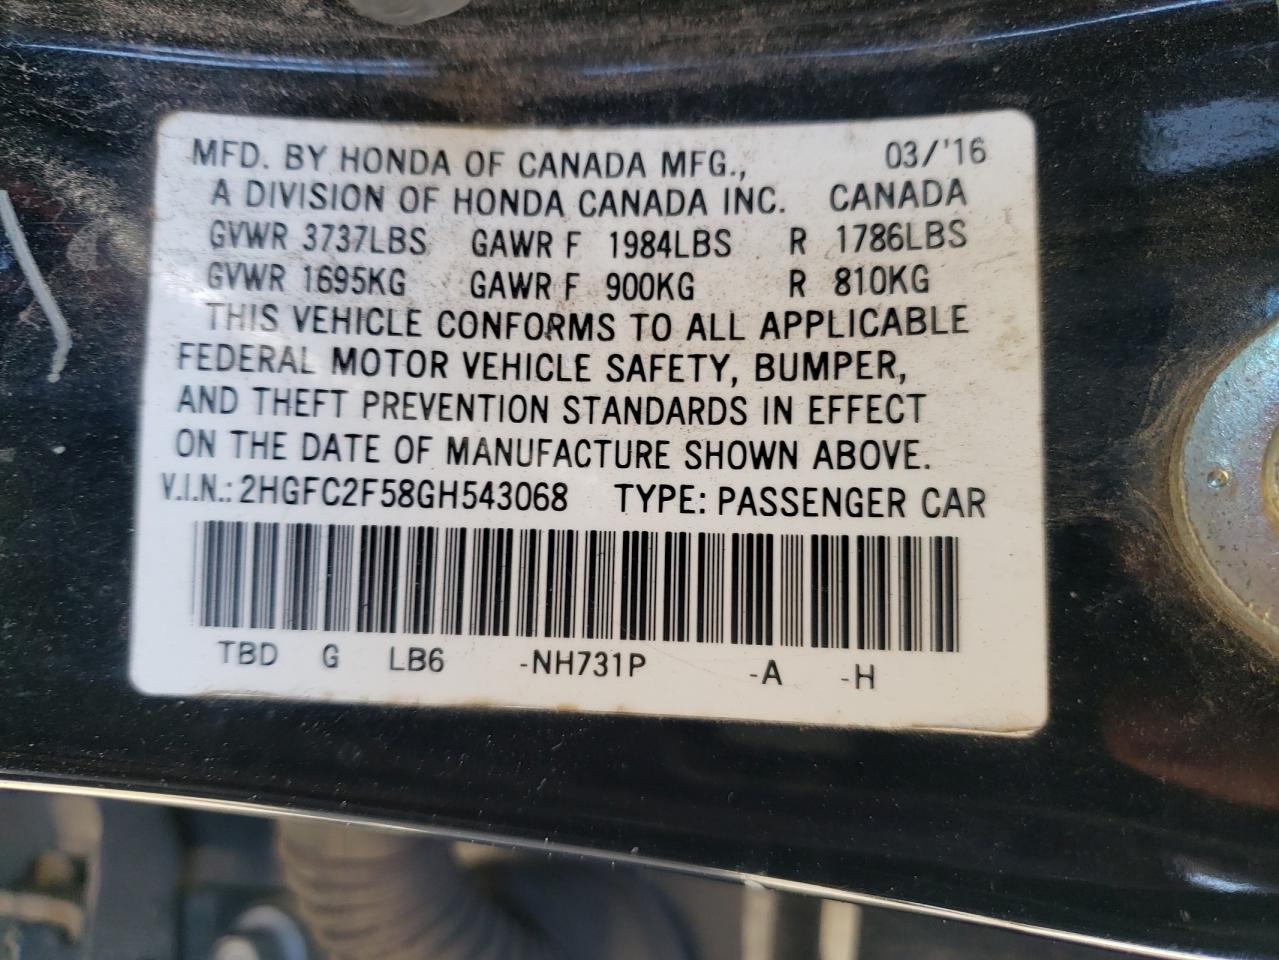 MFD. BY HONDA OF CANADA MFG., 03/'16
A DIVISION OF HONDA CANADA INC. CANADA
GVWR 3737LBS GAWR F 1984LBS R 1786LBS
GVWR 1695KG GAWR F 900KG R 810KG
THIS VEHICLE CONFORMS TO ALL APPLICABLE
FEDERAL MOTOR VEHICLE SAFETY, BUMPER,
AND THEFT PREVENTION STANDARDS IN EFFECT
ON THE DATE OF MANUFACTURE SHOWN ABOVE.
V.I.N.: 2HGFC2F58GH543068 TYPE: PASSENGER CAR
TBD G LB6 -NH731P -A -H